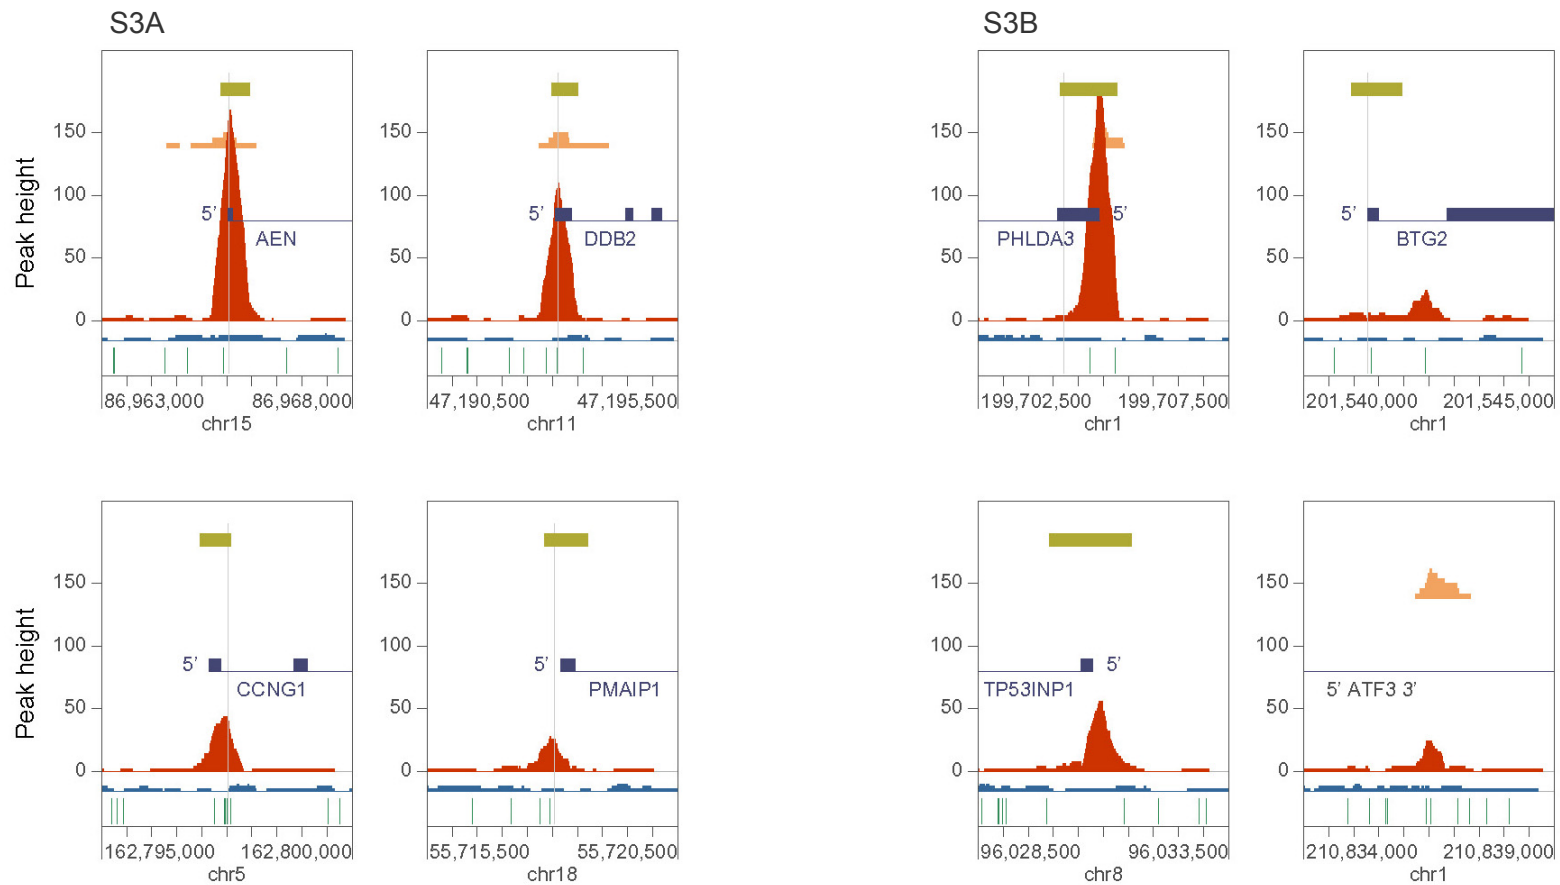 S3A
S3B
Peak height
150
100
50
0
5’
AEN
86,963,000 86,968,000
chr15
150
100
50
0
5’
DDB2
47,190,500 47,195,500
chr11
150
100
50
0
5’
PHLDA3
199,702,500 199,707,500
chr1
150
100
50
0
5’
BTG2
201,540,000 201,545,000
chr1
Peak height
150
100
50
0
5’
CCNG1
162,795,000 162,800,000
chr5
150
100
50
0
5’
PMAIP1
55,715,500 55,720,500
chr18
150
100
50
0
5’
TP53INP1
96,028,500 96,033,500
chr8
150
100
50
0
5’ ATF3 3’
210,834,000 210,839,000
chr1